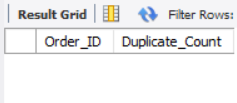 Result Grid Filter Rows:
Order_ID Duplicate_Count